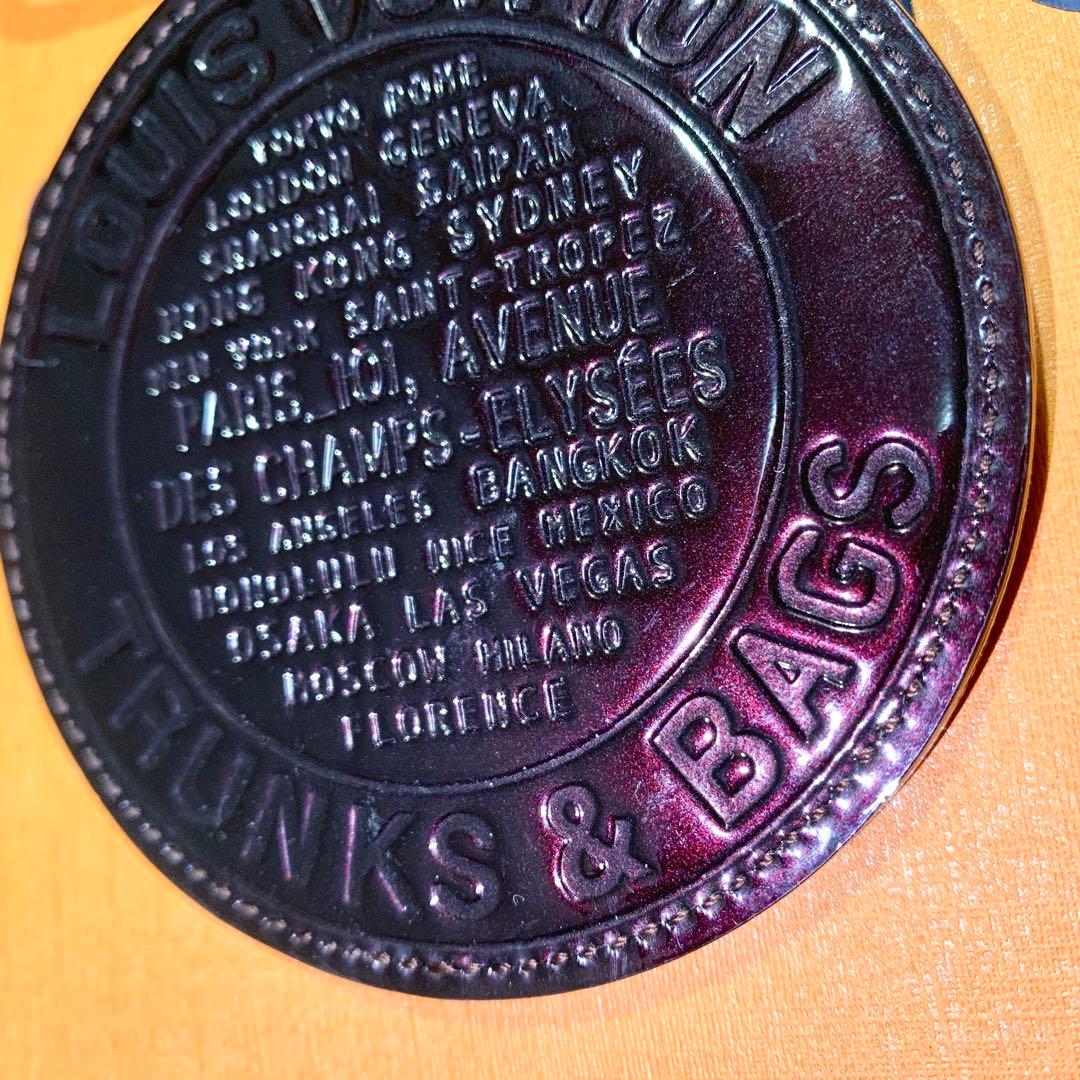 LOUIS VUITTON
TOKYO ROME
LONDON GENEVA
SHANGHAI SAIPAN
HONG KONG SYDNEY
NEW YORK SAINT-TROPEZ
PARIS_101, AVENUE
DES CHAMPS-ELYSÉES
LOS ANGELES BANGKOK
HONOLULU NICE MEXICO
OSAKA LAS VEGAS
MOSCOW MILANO
FLORENCE
TRUNKS & BAGS